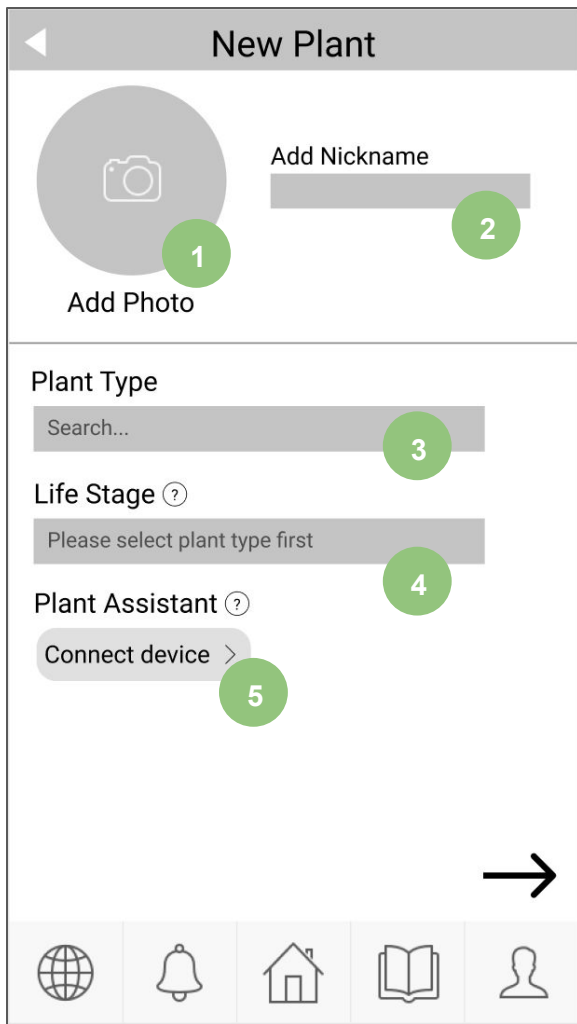 New Plant
Add Nickname
2
1
Add Photo
Plant Type
Search...
3
Life Stage ?
Please select plant type first
4
Plant Assistant ?
Connect device >
5